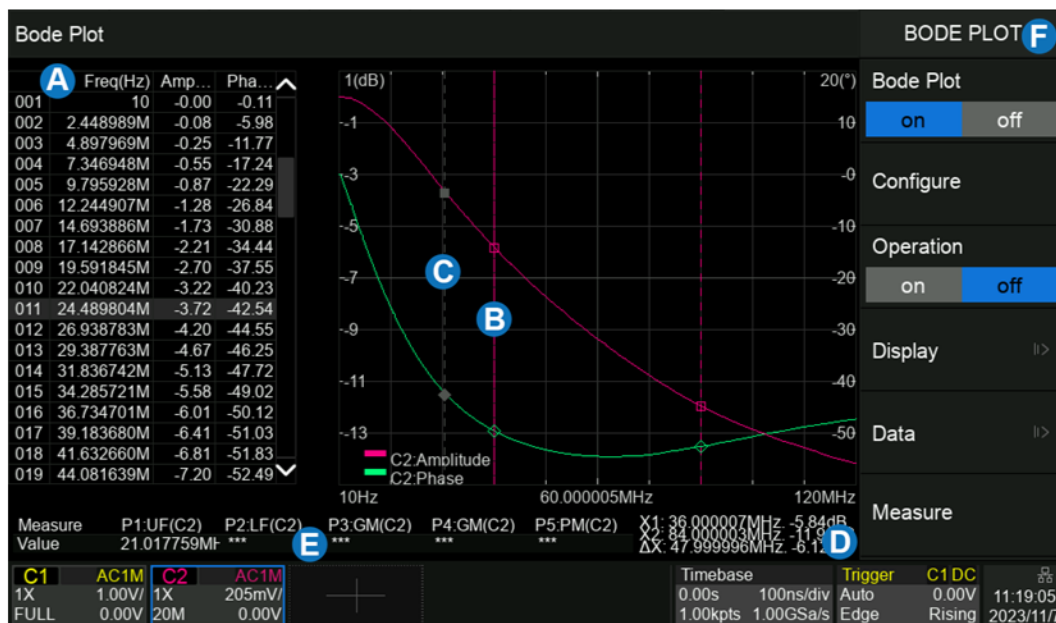 Bode Plot
BODE PLOT F
A Freq(Hz) Amp... Pha...
001 10 -0.00 -0.11
002 2.448989M -0.08 -5.98
003 4.897969M -0.25 -11.77
004 7.346948M -0.55 -17.24
005 9.795928M -0.87 -22.29
006 12.244907M -1.28 -26.84
007 14.693886M -1.73 -30.88
008 17.142866M -2.21 -34.44
009 19.591845M -2.70 -37.55
010 22.040824M -3.22 -40.23
011 24.489804M -3.72 -42.54
012 26.938783M -4.20 -44.55
013 29.387763M -4.67 -46.25
014 31.836742M -5.13 -47.72
015 34.285721M -5.58 -49.02
016 36.734701M -6.01 -50.12
017 39.183680M -6.41 -51.03
018 41.632660M -6.81 -51.83
019 44.081639M -7.20 -52.49
1(dB) 20(°)
-1 10
-3 -0
-5 -10
-7 -20
-9 -30
-11 -40
-13 -50
C
B
C2:Amplitude
C2:Phase
10Hz 60.000005MHz 120MHz
Bode Plot
on off
Configure
Operation
on off
Display
Data
Measure
Measure P1:UF(C2) P2:LF(C2) P3:GM(C2) P4:GM(C2) P5:PM(C2)
Value 21.017759MH *** E *** *** ***
X1: 36.000007MHz, -5.84dB
X2: 84.000003MHz, -11.9
ΔX: 47.999996MHz, -6.12
D
C1 AC1M
1X 1.00V/
FULL 0.00V
C2 AC1M
1X 205mV/
20M 0.00V
Timebase
0.00s 100ns/div
1.00kpts 1.00GSa/s
Trigger C1 DC
Auto 0.00V
Edge Rising
11:19:05
2023/11/7